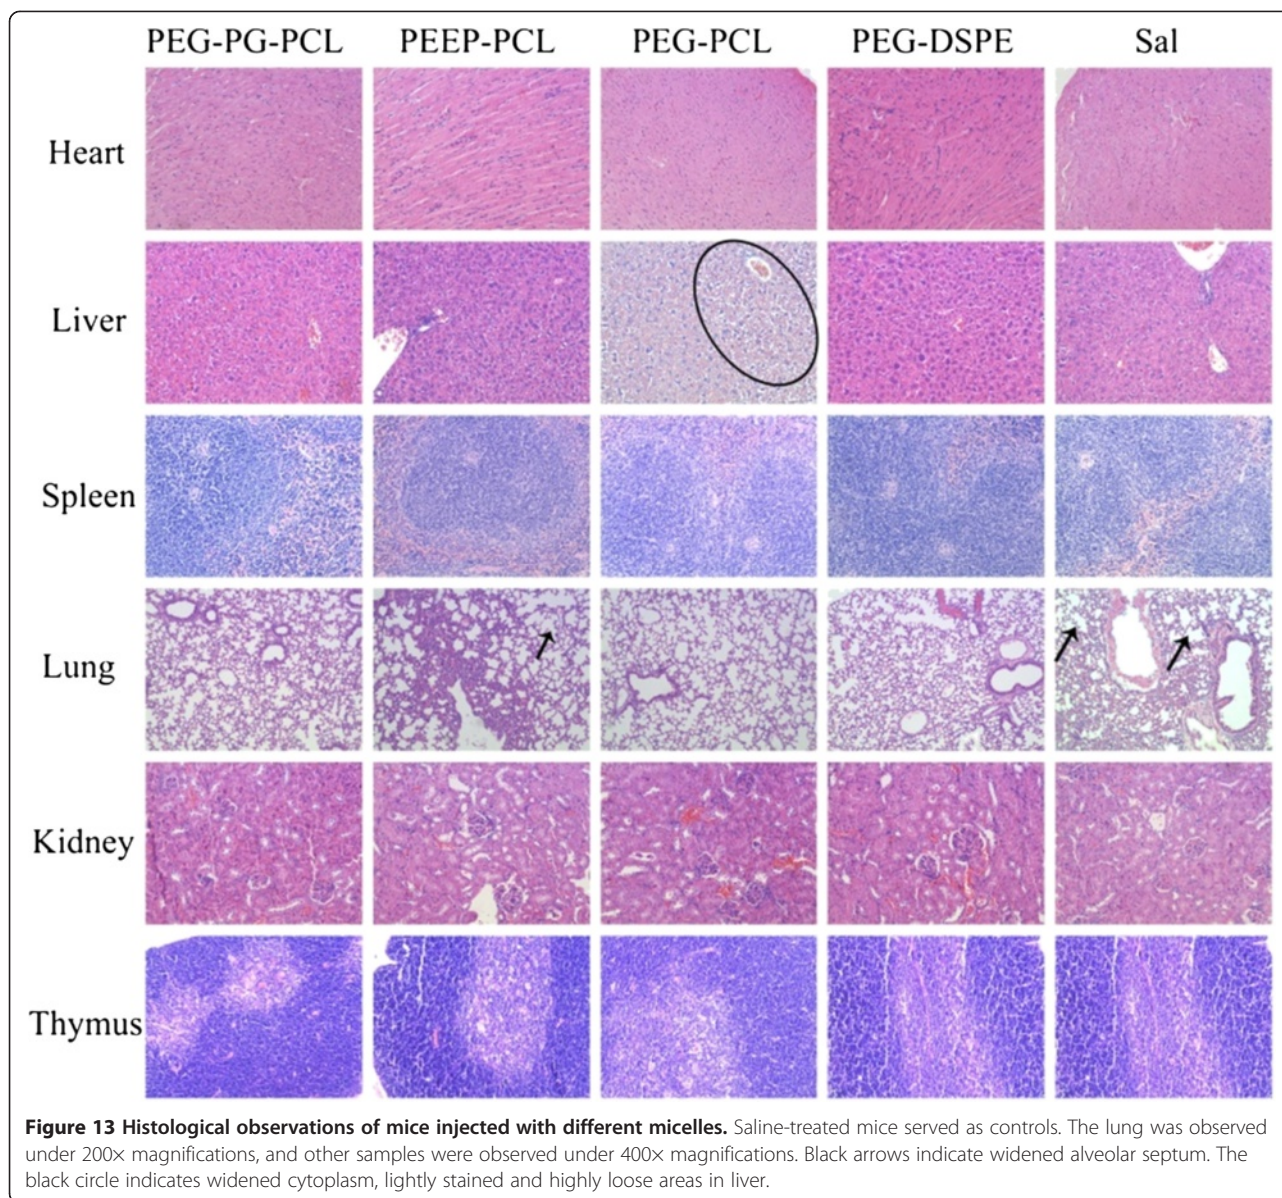 PEG-PG-PCL PEEP-PCL PEG-PCL PEG-DSPE Sal
Heart
Liver
Spleen
Lung
Kidney
Thymus
Figure 13 Histological observations of mice injected with different micelles. Saline-treated mice served as controls. The lung was observed
under 200× magnifications, and other samples were observed under 400× magnifications. Black arrows indicate widened alveolar septum. The
black circle indicates widened cytoplasm, lightly stained and highly loose areas in liver.